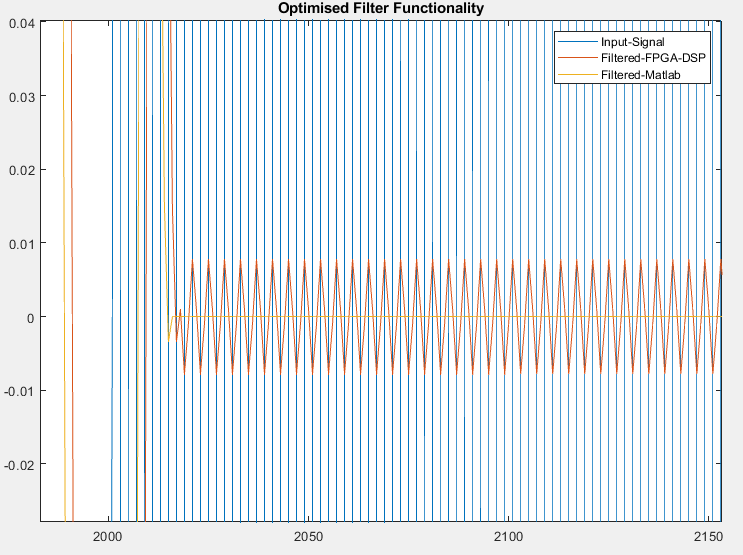 Optimised Filter Functionality
Input-Signal
Filtered-FPGA-DSP
Filtered-Matlab
0.04
0.03
0.02
0.01
0
-0.01
-0.02
2000
2050
2100
2150